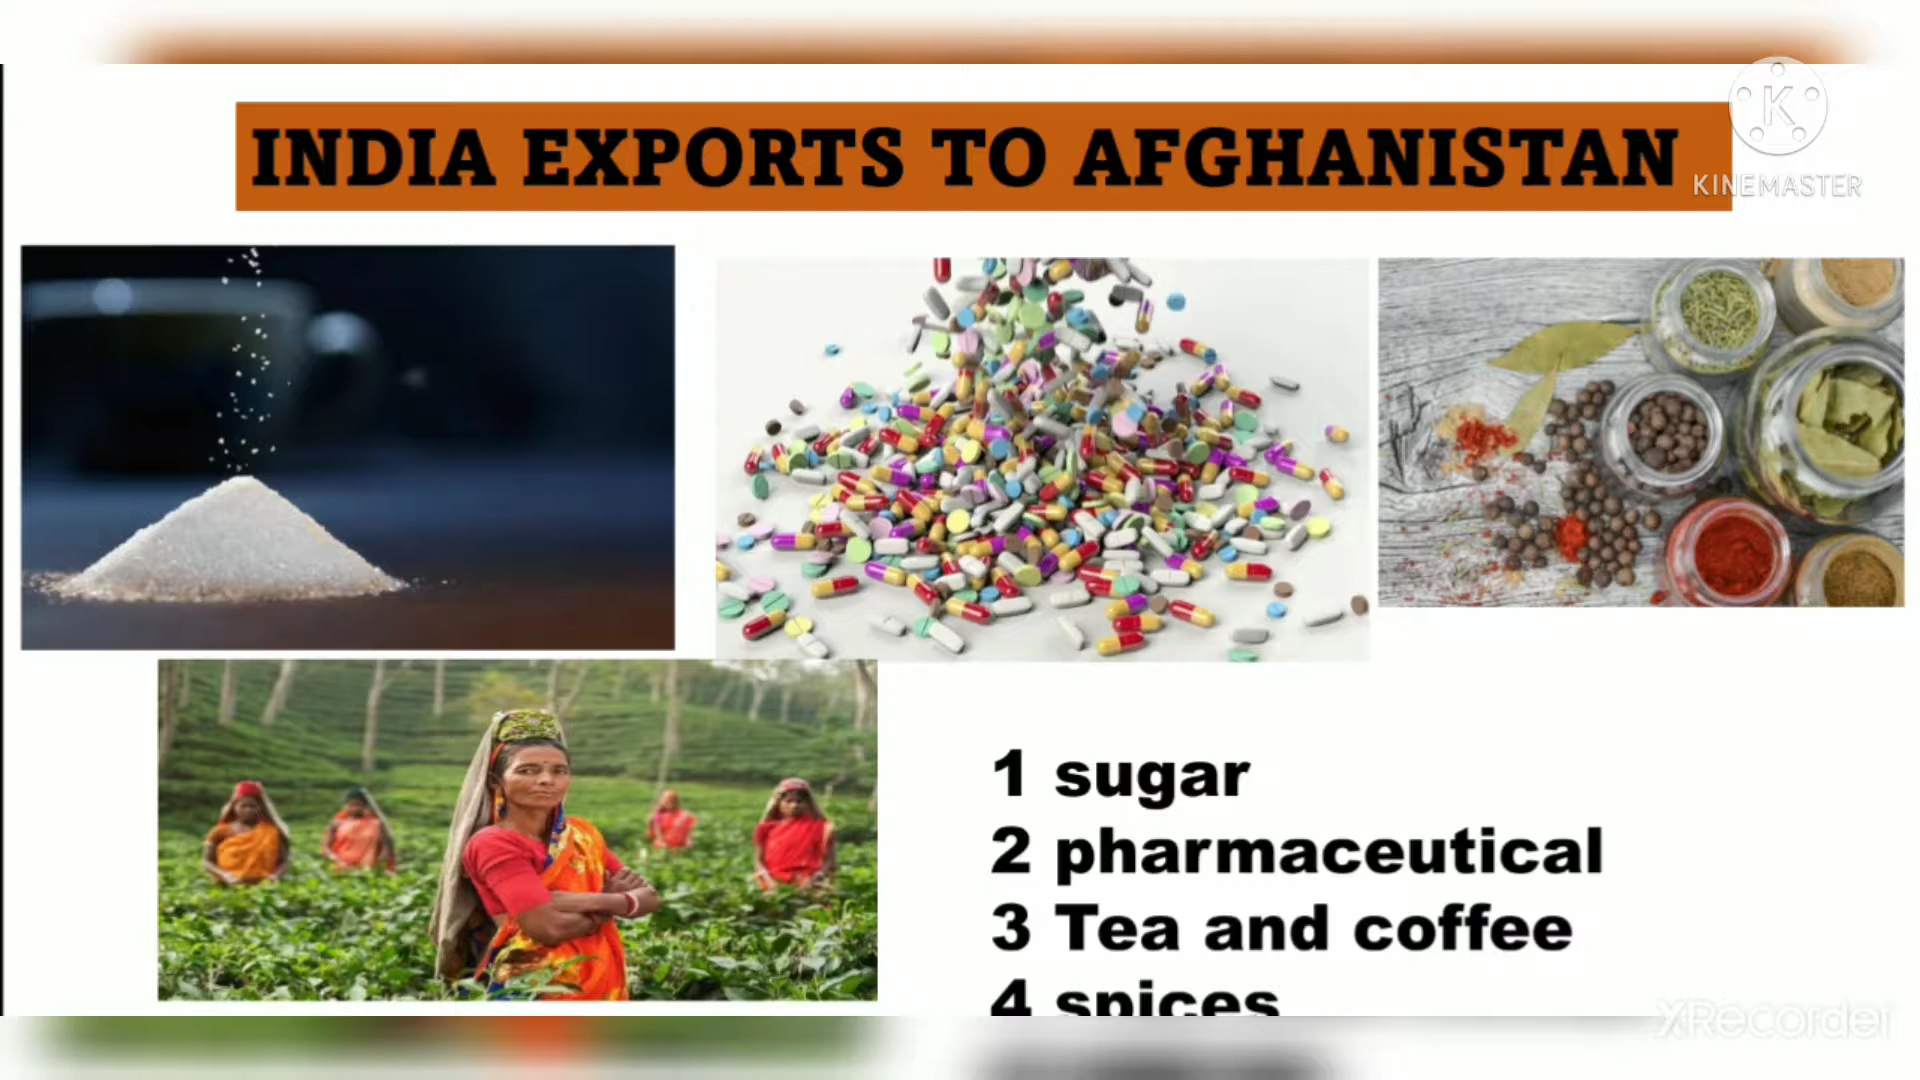 INDIA EXPORTS TO AFGHANISTAN
K
KINEMASTER
1 sugar
2 pharmaceutical
3 Tea and coffee
4 spices
XRecorder